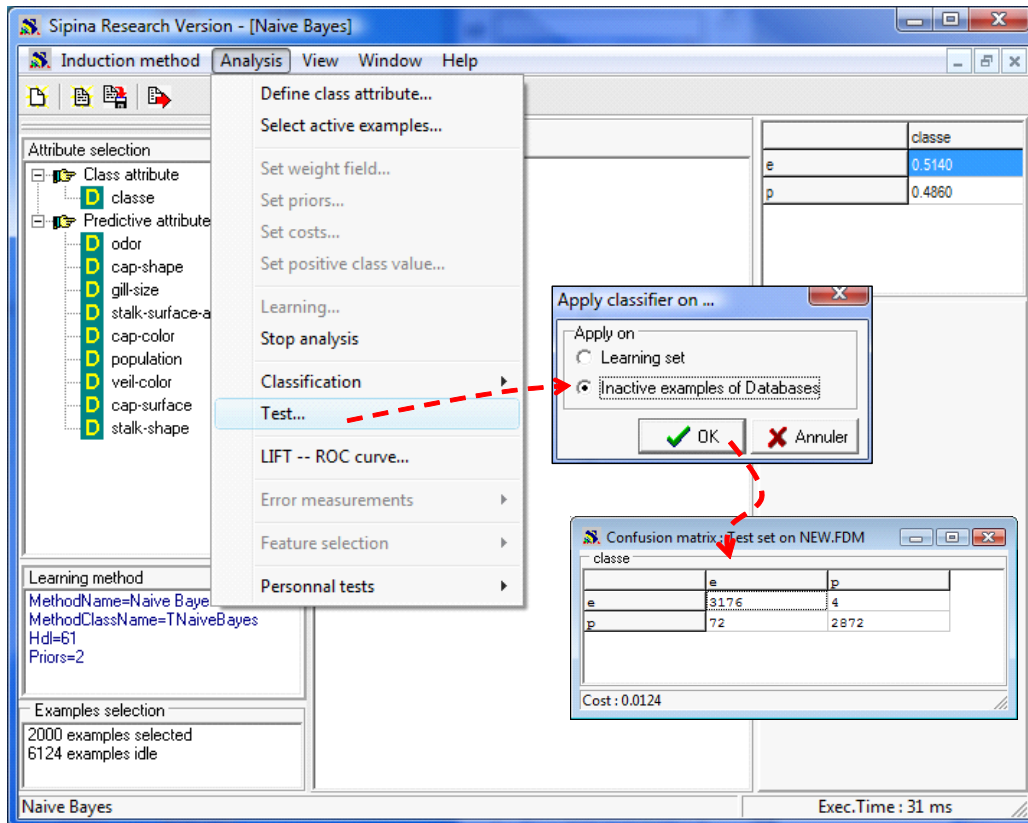 Sipina Research Version - [Naive Bayes]
Induction method Analysis View Window Help
Define class attribute...
Select active examples...
Set weight field...
Set priors...
Set costs...
Set positive class value...
Learning...
Stop analysis
Classification
Test...
LIFT -- ROC curve...
Error measurements
Feature selection
Personnal tests
Attribute selection
Class attribute
D classe
Predictive attribute
D odor
D cap-shape
D gill-size
D stalk-surface-a
D cap-color
D population
D veil-color
D cap-surface
D stalk-shape
classe
e 0.5140
p 0.4860
Apply classifier on ...
Apply on
Learning set
Inactive examples of Databases
OK Annuler
Confusion matrix : Test set on NEW.FDM
classe
e p
e 3176 4
p 72 2872
Cost : 0.0124
Learning method
MethodName=Naive Baye
MethodClassName=TNaiveBayes
Hdl=61
Priors=2
Examples selection
2000 examples selected
6124 examples idle
Naive Bayes Exec.Time : 31 ms